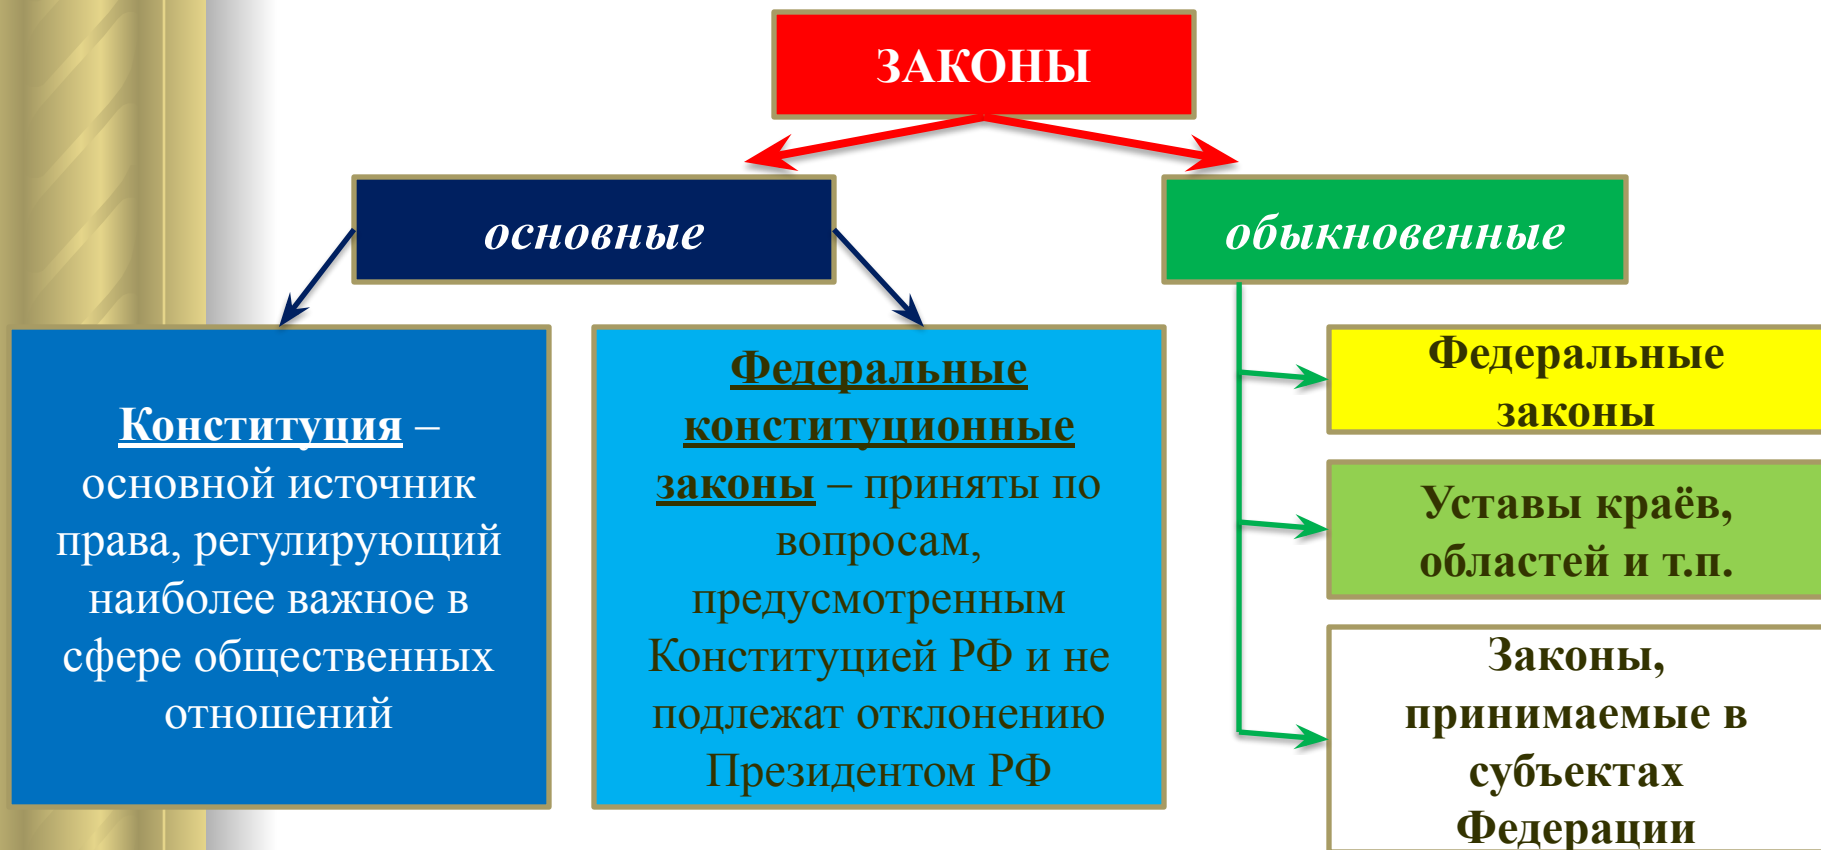 ЗАКОНЫ
основные
обыкновенные
Конституция –
основной источник
права, регулирующий
наиболее важное в
сфере общественных
отношений
Федеральные
конституционные
законы – приняты по
вопросам,
предусмотренным
Конституцией РФ и не
подлежат отклонению
Президентом РФ
Федеральные
законы
Уставы краёв,
областей и т.п.
Законы,
принимаемые в
субъектах
Федерации